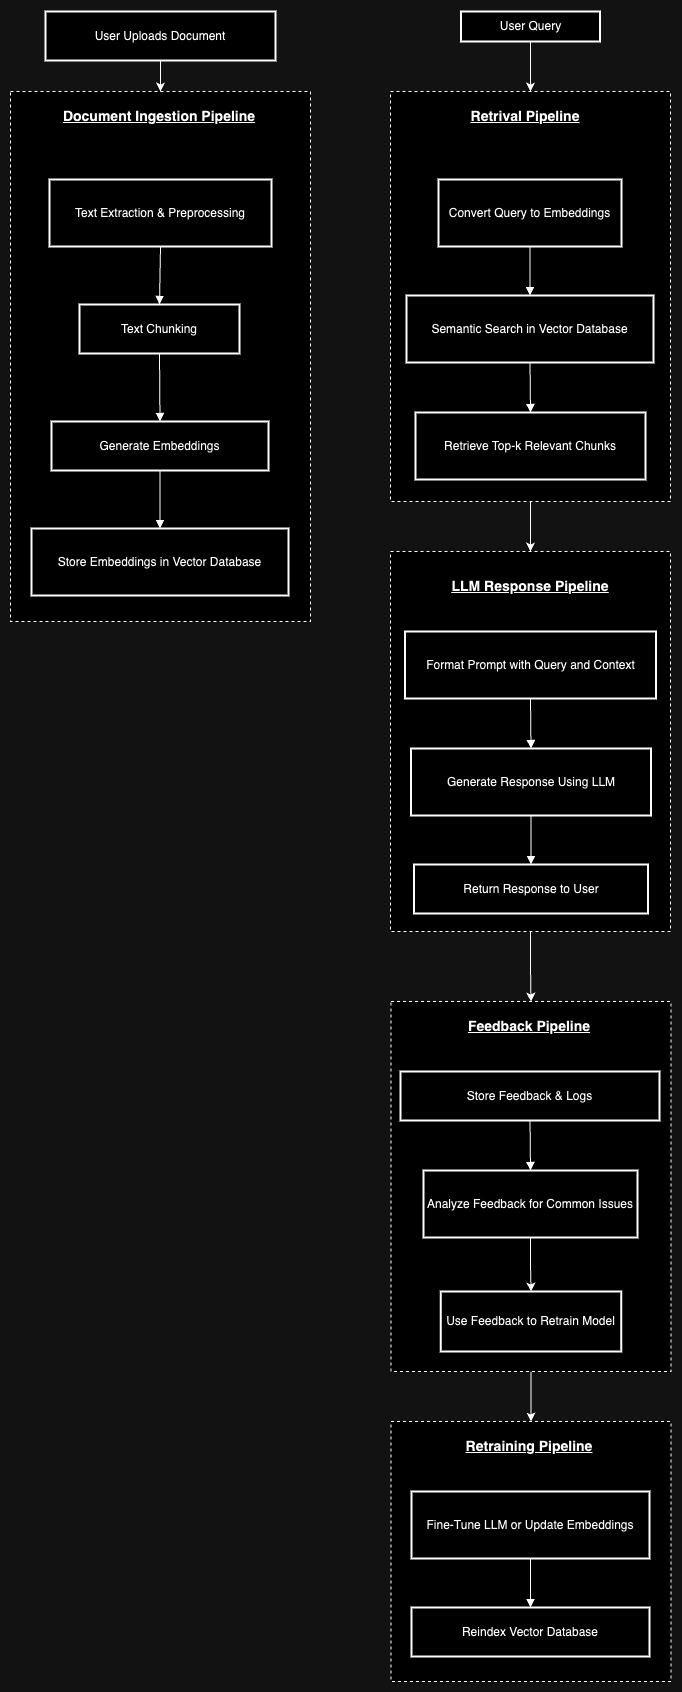 User Uploads Document
Document Ingestion Pipeline
Text Extraction & Preprocessing
Text Chunking
Generate Embeddings
Store Embeddings in Vector Database
User Query
Retrival Pipeline
Convert Query to Embeddings
Semantic Search in Vector Database
Retrieve Top-k Relevant Chunks
LLM Response Pipeline
Format Prompt with Query and Context
Generate Response Using LLM
Return Response to User
Feedback Pipeline
Store Feedback & Logs
Analyze Feedback for Common Issues
Use Feedback to Retrain Model
Retraining Pipeline
Fine-Tune LLM or Update Embeddings
Reindex Vector Database